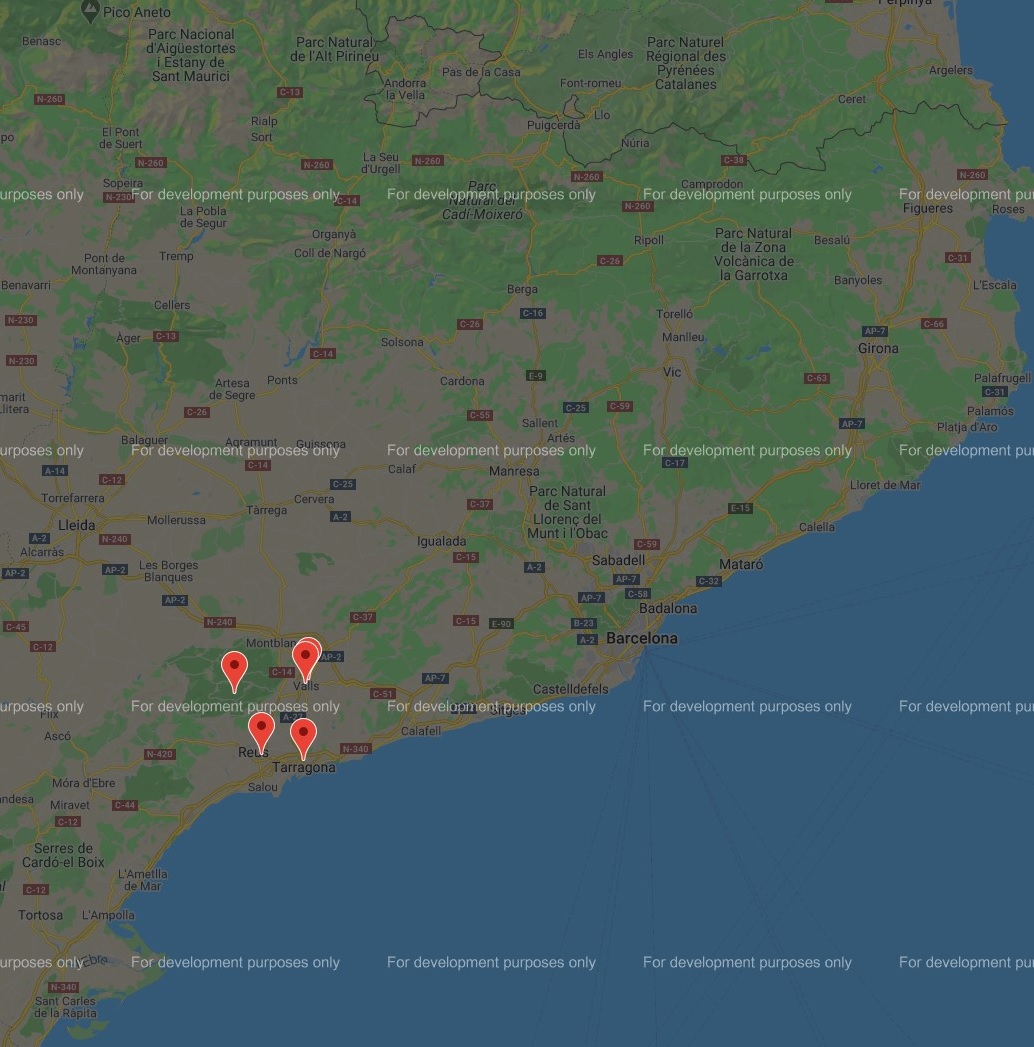 Pico Aneto
Perpinyà
Benasc
Parc Nacional
d'Aigüestortes
i Estany de
Sant Maurici
Parc Natural
de l'Alt Pirineu
Els Angles
Parc Naturel
Régional des
Pyrénées
Catalanes
Pas de la Casa
Argelers
Andorra
la Vella
Font-romeu
N-260
C-13
Ceret
Rialp
Sort
Llo
Puigcerdà
El Pont
de Suert
Núria
N-260
N-260
La Seu
d'Urgell
N-260
C-38
N-260
N-260
Sopeira
Camprodon
urposes only
For development purposes only
For development purposes only
For development purposes only
For development pur
N-230
C-14
Parc
Natural del
Cadí-Moixeró
N-260
La Pobla
de Segur
Figueres
Roses
Organyà
Ripoll
Parc Natural
de la Zona
Volcànica de
la Garrotxa
Besalú
Coll de Nargó
Pont de
Montanyana
Tremp
C-26
C-31
Banyoles
Benavarri
Berga
L'Escala
Cellers
C-16
Torelló
N-230
C-26
C-66
Àger
C-13
Solsona
Manlleu
AP-7
Girona
C-14
N-230
Vic
E-9
Cardona
Ponts
Artesa
de Segre
C-63
Palafrugell
C-31
marit
Llitera
C-26
C-55
C-25
C-59
Palamós
Sallent
AP-7
Platja d'Aro
Balaguer
Agramunt
Guissona
Artés
urposes only
For development purposes only
For development purposes only
For development purposes only
For development pur
A-14
C-14
Calaf
Manresa
C-17
C-12
C-25
Lloret de Mar
Torrefarrera
Cervera
Parc Natural
de Sant
Llorenç del
Munt i l'Obac
C-37
E-15
Tàrrega
A-2
Lleida
Mollerussa
Calella
A-2
N-240
Igualada
C-59
Alcarràs
C-15
Sabadell
Mataró
AP-2
AP-2
Les Borges
Blanques
A-2
AP-7
C-32
C-58
AP-2
AP-7
Badalona
C-45
N-240
C-37
C-15
E-90
B-23
C-12
Montblanc
A-2
Barcelona
AP-2
C-14
AP-7
Valls
C-51
Castelldefels
urposes only
For development purposes only
For development purposes only
For development purposes only
For development pur
Flix
Sitges
Ascó
Calafell
N-420
Reus
N-340
Tarragona
Móra d'Ebre
Salou
andesa
Miravet
C-44
C-12
Serres de
Cardó-el Boix
L'Ametlla
de Mar
C-12
Tortosa
L'Ampolla
urposes only
For development purposes only
For development purposes only
For development purposes only
For development pur
Ebre
N-340
Sant Carles
de la Ràpita